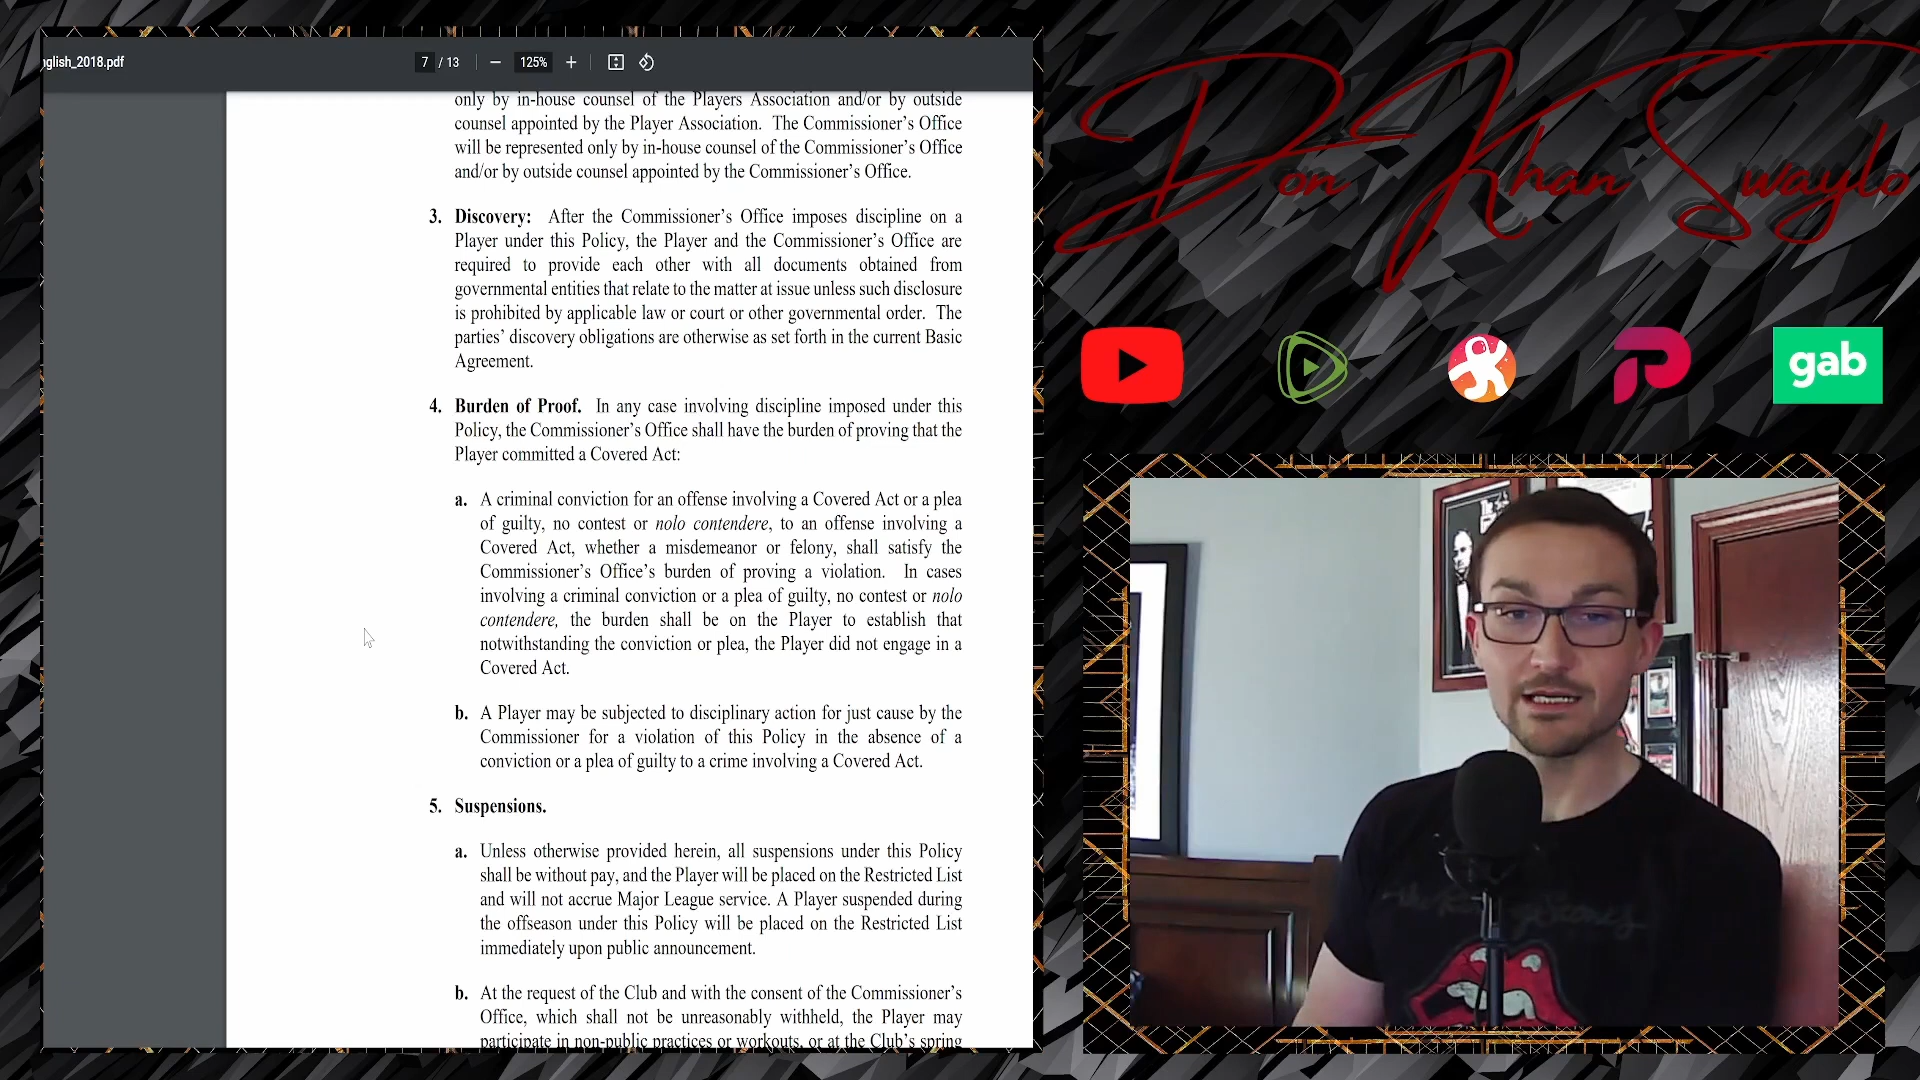 nglish_2018.pdf
7 / 13
125%
only by in-house counsel of the Players Association and/or by outside
counsel appointed by the Player Association. The Commissioner's Office
will be represented only by in-house counsel of the Commissioner's Office
and/or by outside counsel appointed by the Commissioner's Office.
3. Discovery: After the Commissioner's Office imposes discipline on a
Player under this Policy, the Player and the Commissioner's Office are
required to provide each other with all documents obtained from
governmental entities that relate to the matter at issue unless such disclosure
is prohibited by applicable law or court or other governmental order. The
parties' discovery obligations are otherwise as set forth in the current Basic
Agreement.
4. Burden of Proof. In any case involving discipline imposed under this
Policy, the Commissioner's Office shall have the burden of proving that the
Player committed a Covered Act:
a. A criminal conviction for an offense involving a Covered Act or a plea
of guilty, no contest or nolo contendere, to an offense involving a
Covered Act, whether a misdemeanor or felony, shall satisfy the
Commissioner's Office's burden of proving a violation. In cases
involving a criminal conviction or a plea of guilty, no contest or nolo
contendere, the burden shall be on the Player to establish that
notwithstanding the conviction or plea, the Player did not engage in a
Covered Act.
b. A Player may be subjected to disciplinary action for just cause by the
Commissioner for a violation of this Policy in the absence of a
conviction or a plea of guilty to a crime involving a Covered Act.
5. Suspensions.
a. Unless otherwise provided herein, all suspensions under this Policy
shall be without pay, and the Player will be placed on the Restricted List
and will not accrue Major League service. A Player suspended during
the offseason under this Policy will be placed on the Restricted List
immediately upon public announcement.
b. At the request of the Club and with the consent of the Commissioner's
Office, which shall not be unreasonably withheld, the Player may
participate in non-public practices or workouts, or at the Club's spring
Don Khan Swaylo
gab